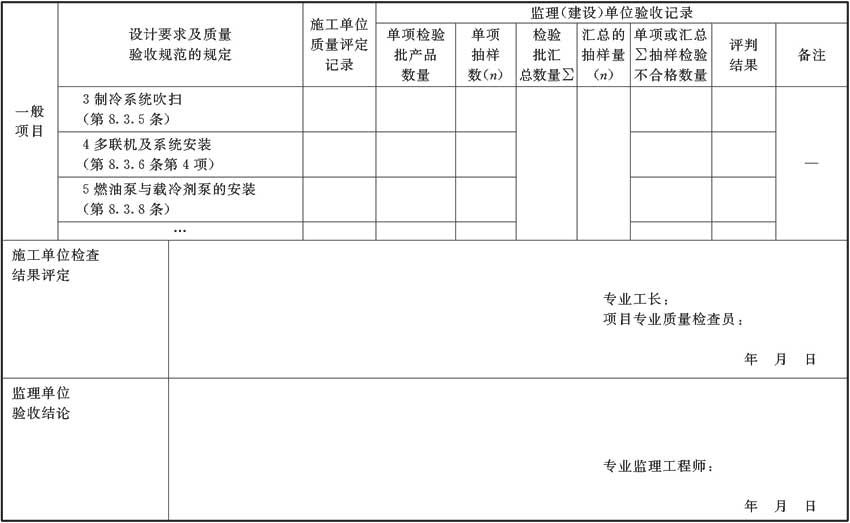 设计要求及质量
验收规范的规定
施工单位
质量评定
记录
监理(建设)单位验收记录
单项检验
批产品
数量
单项
抽样
数(n)
检验
批汇
总数量∑
汇总的
抽样量
(n)
单项或汇总
∑抽样检验
不合格数量
评判
结果
备注
一般
项目
3 制冷系统吹扫
(第 8.3.5 条)
4 多联机及系统安装
(第 8.3.6 条第 4 项)
5 燃油泵与载冷剂泵的安装
(第 8.3.8 条)
…
—
施工单位检查
结果评定
专业工长:
项目专业质量检查员:
年 月 日
监理单位
验收结论
专业监理工程师:
年 月 日